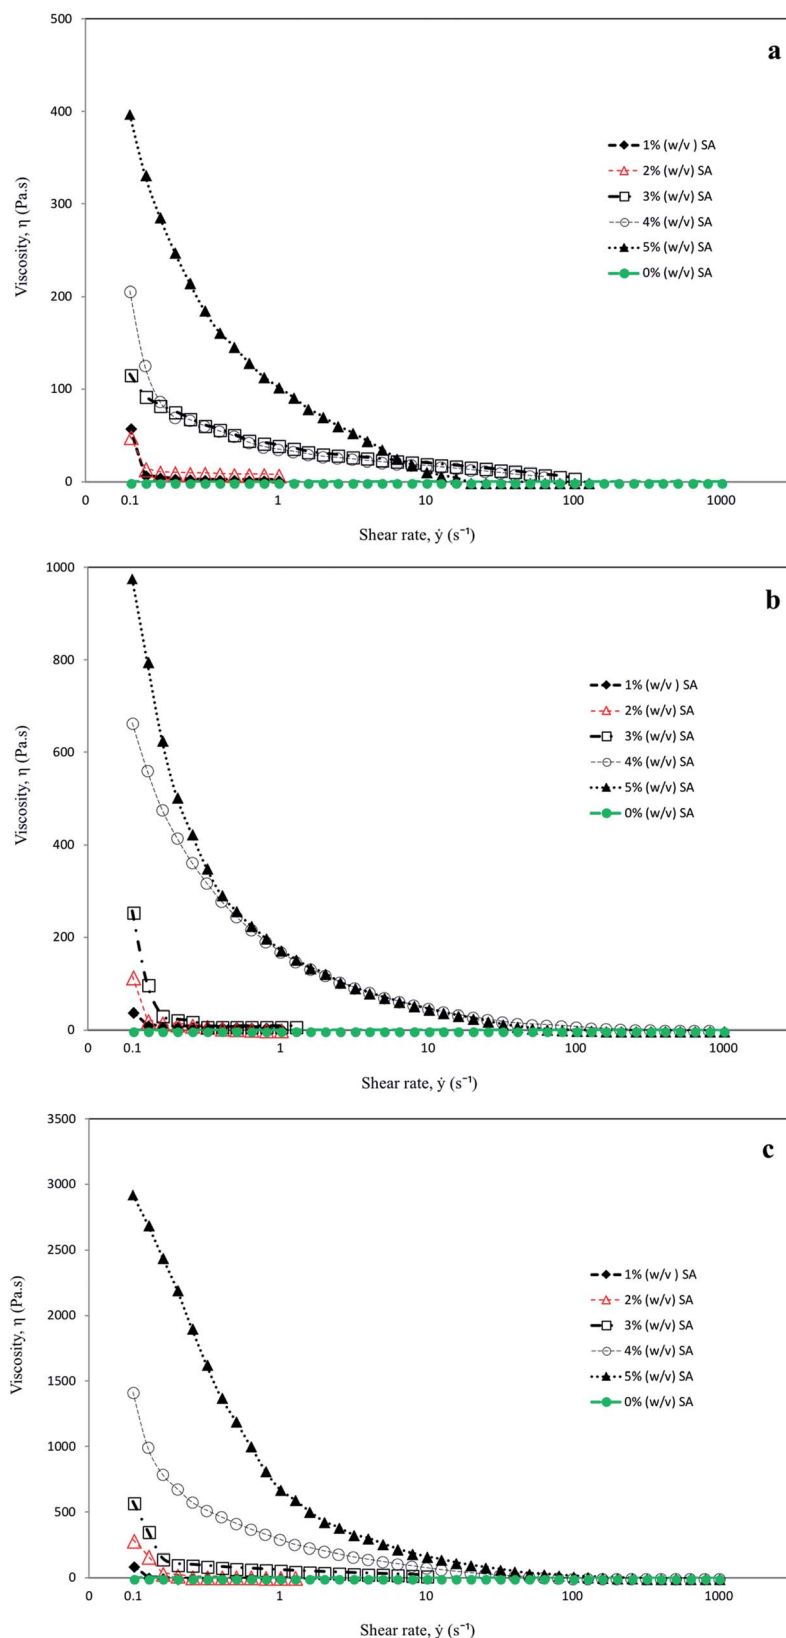 500
400
300
200
100
0
0
0.1
1
10
100
1000
Viscosity, η (Pa.s)
Shear rate, ẏ (s⁻¹)
a
1% (w/v ) SA
2% (w/v) SA
3% (w/v) SA
4% (w/v) SA
5% (w/v) SA
0% (w/v) SA
1000
800
600
400
200
0
0
0.1
1
10
100
1000
Viscosity, η (Pa.s)
Shear rate, ẏ (s⁻¹)
b
1% (w/v ) SA
2% (w/v) SA
3% (w/v) SA
4% (w/v) SA
5% (w/v) SA
0% (w/v) SA
3500
3000
2500
2000
1500
1000
500
0
0
0.1
1
10
100
1000
Viscosity, η (Pa.s)
Shear rate, ẏ (s⁻¹)
c
1% (w/v ) SA
2% (w/v) SA
3% (w/v) SA
4% (w/v) SA
5% (w/v) SA
0% (w/v) SA